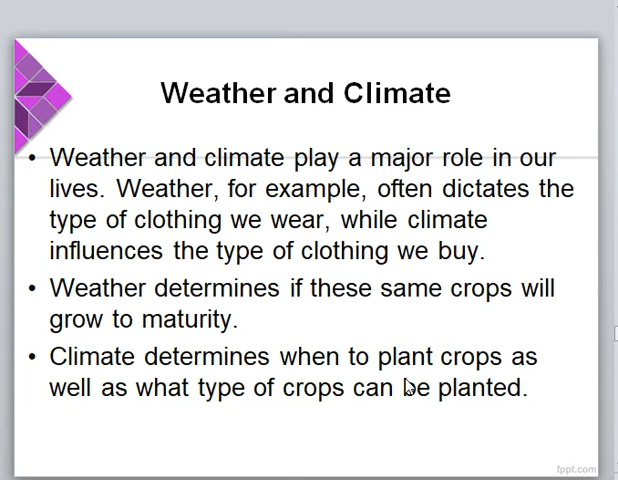 Weather and Climate
• Weather and climate play a major role in our
lives. Weather, for example, often dictates the
type of clothing we wear, while climate
influences the type of clothing we buy.
• Weather determines if these same crops will
grow to maturity.
• Climate determines when to plant crops as
well as what type of crops can be planted.
fppt.com